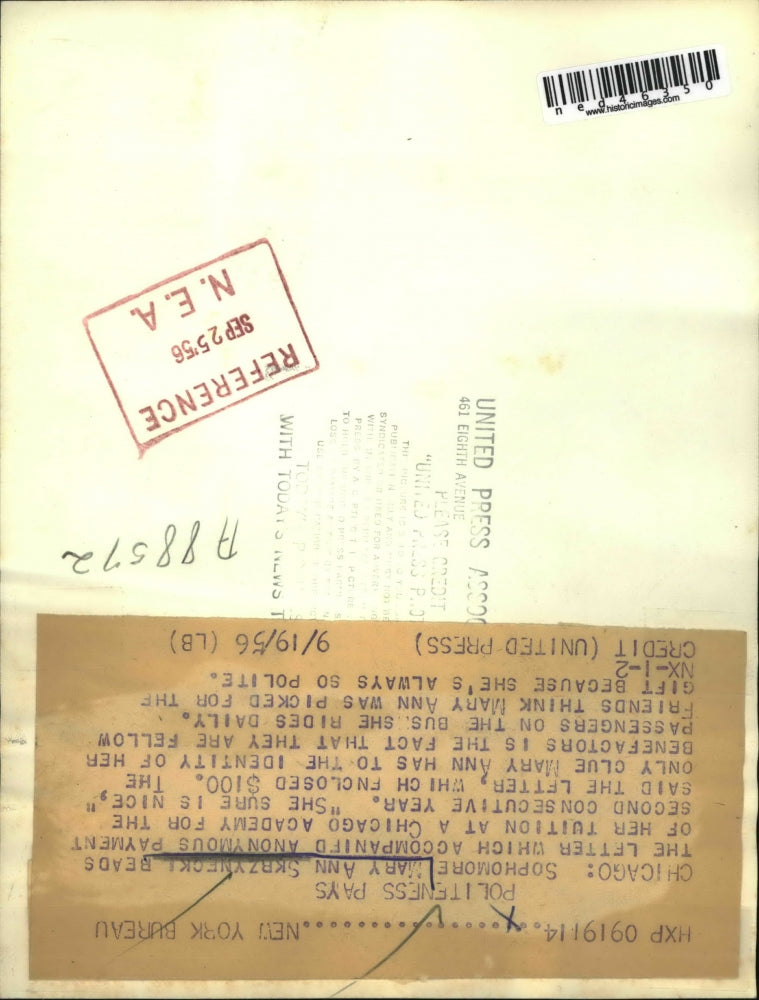 HXP 0919114....................NEW YORK BUREAU
POLITENESS PAYS
CHICAGO: SOPHOMORE MARY ANN SKRZYNECKI READS
THE LETTER WHICH ACCOMPANIED ANONYMOUS PAYMENT
OF HER TUITION AT A CHICAGO ACADEMY FOR THE
SECOND CONSECUTIVE YEAR. "SHE IS SURE NICE,"
SAID THE LETTER, WHICH ENCLOSED $100. THE
ONLY CLUE MARY ANN HAS TO THE IDENTITY OF HER
BENEFACTORS IS THE FACT THAT THEY ARE FELLOW
PASSENGERS ON THE BUS SHE RIDES DAILY.
FRIENDS THINK MARY ANN WAS PICKED FOR THE
GIFT BECAUSE SHE'S ALWAYS SO POLITE.
NX-1-2
CREDIT (UNITED PRESS) 9/19/56 (LB)
A88572
UNITED PRESS ASSOC
461 EIGHTH AVENUE
PLEASE CREDIT
"UNITED PRESS
WITH TODAY'S NEWS T
REFERENCE
SEP 25 '56
N.E.A.
ned46350
www.historicimages.com